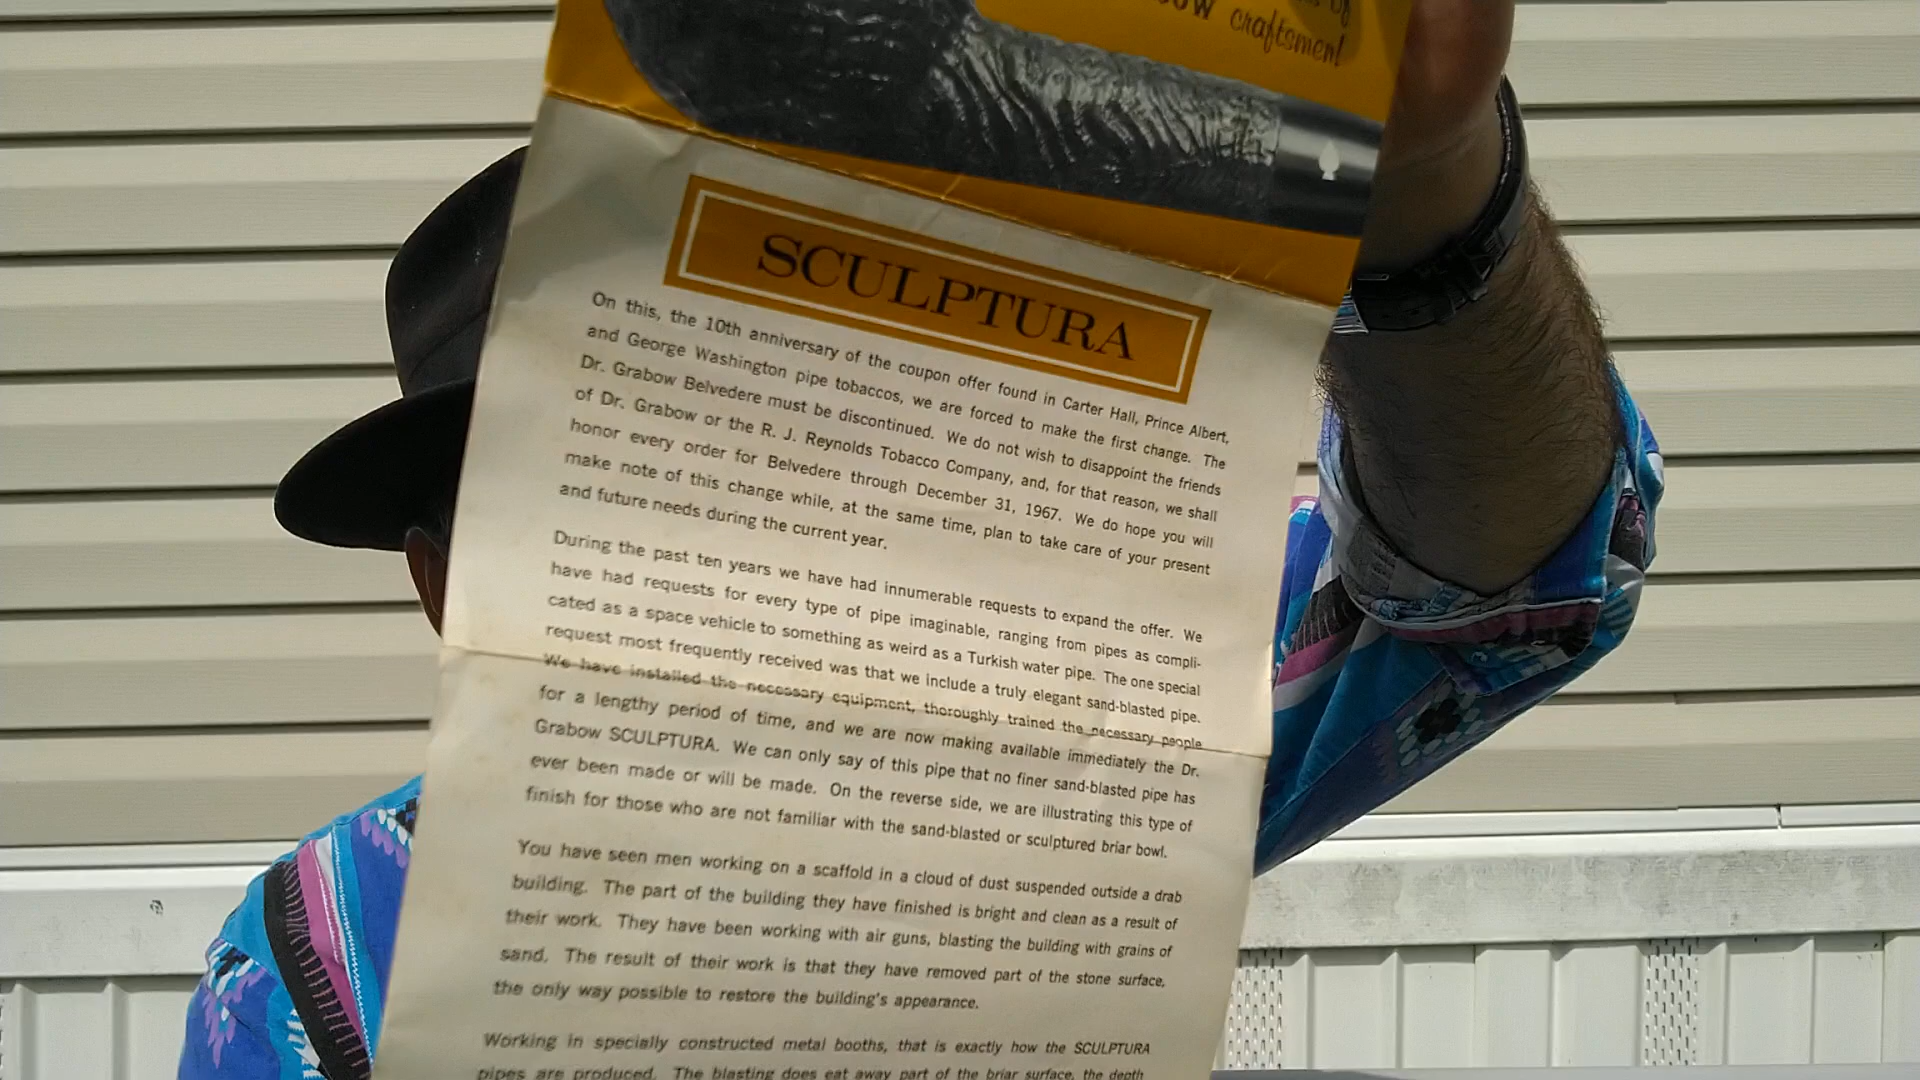 craftsmen!
SCULPTURA
On this, the 10th anniversary of the coupon offer found in Carter Hall, Prince Albert,
and George Washington pipe tobaccos, we are forced to make the first change. The
Dr. Grabow Belvedere must be discontinued. We do not wish to disappoint the friends
of Dr. Grabow or the R. J. Reynolds Tobacco Company, and, for that reason, we shall
honor every order for Belvedere through December 31, 1967. We do hope you will
make note of this change while, at the same time, plan to take care of your present
and future needs during the current year.
During the past ten years we have had innumerable requests to expand the offer. We
have had requests for every type of pipe imaginable, ranging from pipes as compli-
cated as a space vehicle to something as weird as a Turkish water pipe. The one special
request most frequently received was that we include a truly elegant sand-blasted pipe.
We have installed the necessary equipment, thoroughly trained the necessary people
for a lengthy period of time, and we are now making available immediately the Dr.
Grabow SCULPTURA. We can only say of this pipe that no finer sand-blasted pipe has
ever been made or will be made. On the reverse side, we are illustrating this type of
finish for those who are not familiar with the sand-blasted or sculptured briar bowl.
You have seen men working on a scaffold in a cloud of dust suspended outside a drab
building. The part of the building they have finished is bright and clean as a result of
their work. They have been working with air guns, blasting the building with grains of
sand. The result of their work is that they have removed part of the stone surface,
the only way possible to restore the building's appearance.
Working in specially constructed metal booths, that is exactly how the SCULPTURA
pipes are produced. The blasting does eat away part of the briar surface, the depth